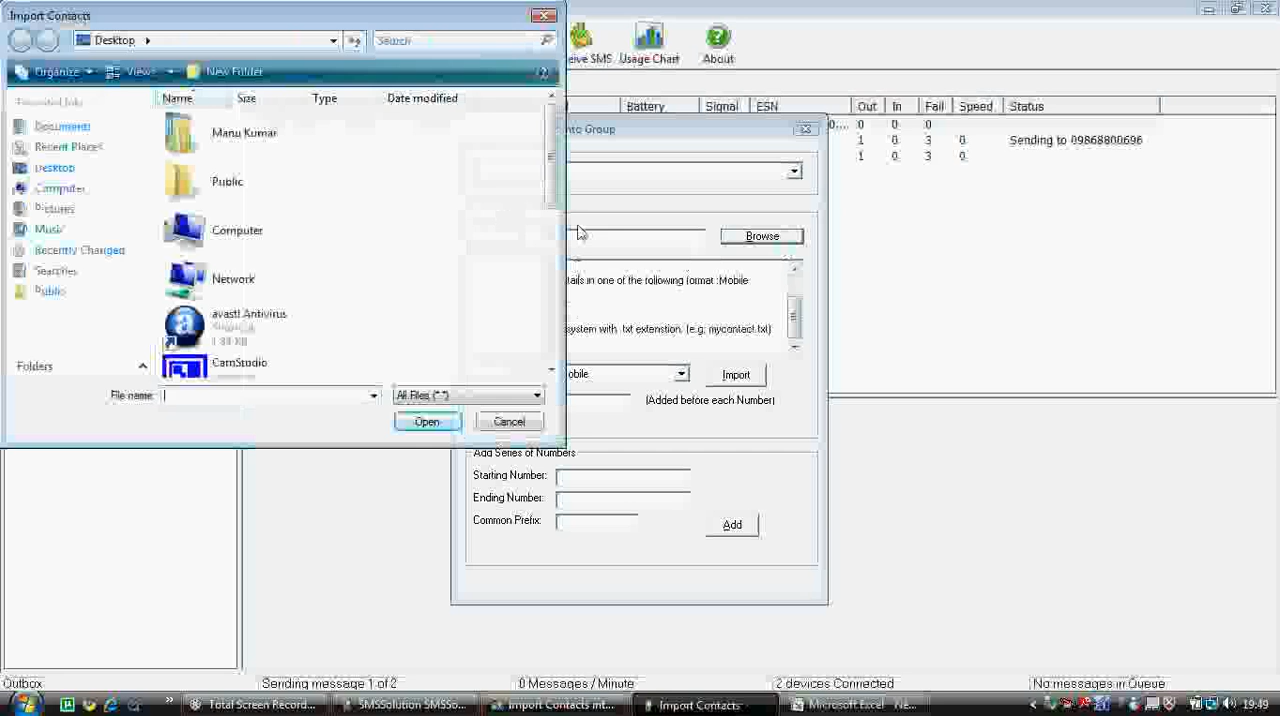 Import Contacts
Desktop
Search
Organize
Views
New Folder
Name
Size
Type
Date modified
Documents
Recent Places
Desktop
Computer
Pictures
Music
Recently Changed
Searches
Public
Folders
Manu Kumar
Public
Computer
Network
avast! Antivirus
CamStudio
File name:
All Files (*.*)
Open
Cancel
eive SMS
Usage Chart
About
Battery
Signal
ESN
Out
In
Fail
Speed
Status
0...
0
0
0
1
0
3
0
Sending to 09868800696
1
0
3
0
nto Group
Browse
tails in one of the following format :Mobile
system with .txt extenstion. (e.g; mycontact.txt)
obile
Import
(Added before each Number)
Add Series of Numbers
Starting Number:
Ending Number:
Common Prefix:
Add
Outbox
Sending message 1 of 2
0 Messages / Minute
2 devices Connected
No messages in Queue
Total Screen Record...
SMSSolution SMSSo...
Import Contacts int...
Import Contacts
Microsoft Excel
19:49